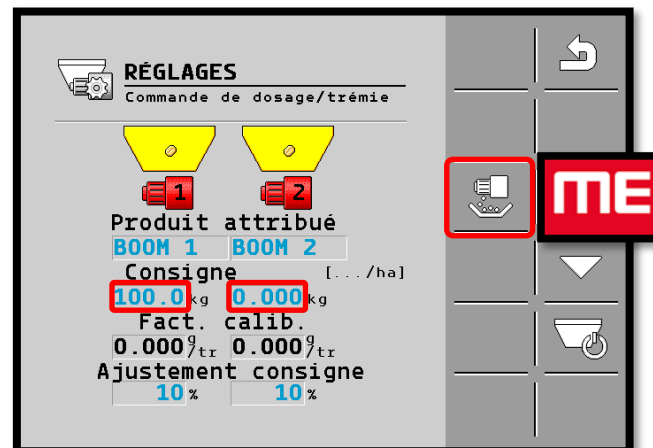 RÉGLAGES
Commande de dosage/trémie
1 2
Produit attribué
BOOM 1 BOOM 2
Consigne [.../ha]
100.0 kg 0.000 kg
Fact. calib.
0.000 g/tr 0.000 g/tr
Ajustement consigne
10 % 10 %
ME